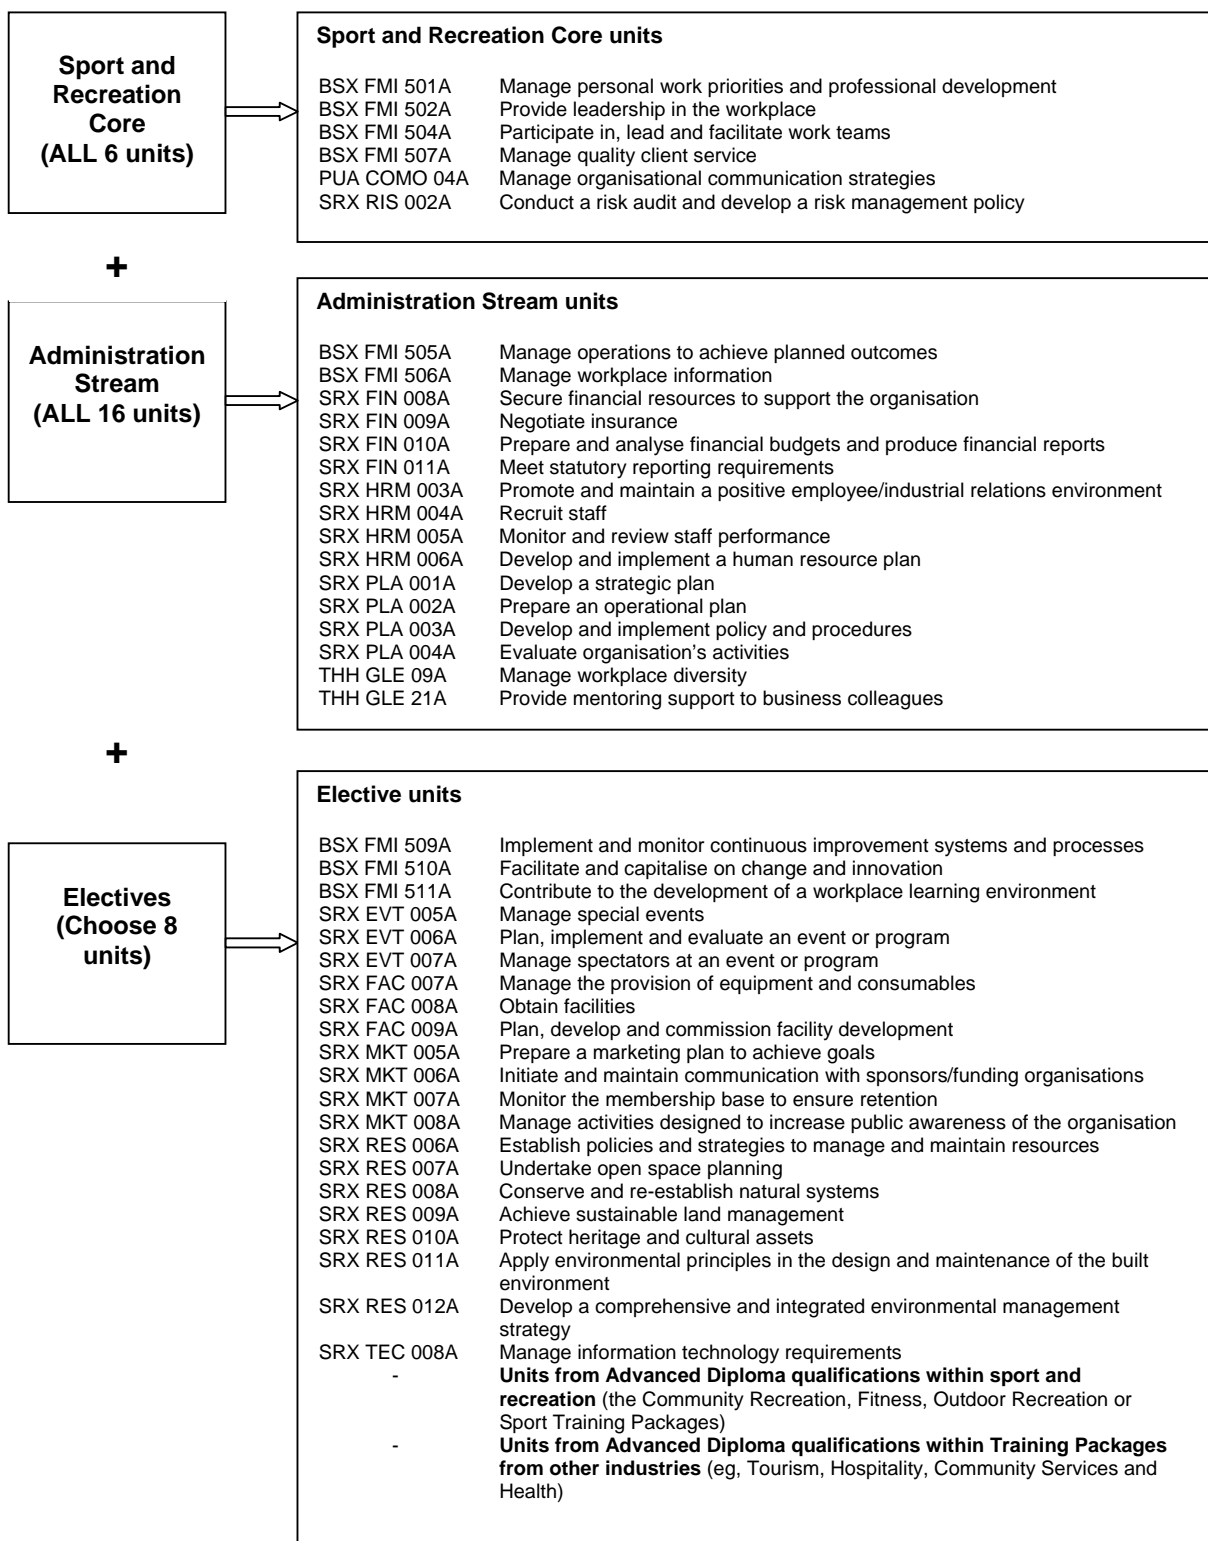 Sport and
Recreation
Core
(ALL 6 units)
Sport and Recreation Core units
BSX FMI 501A Manage personal work priorities and professional development
BSX FMI 502A Provide leadership in the workplace
BSX FMI 504A Participate in, lead and facilitate work teams
BSX FMI 507A Manage quality client service
PUA COMO 04A Manage organisational communication strategies
SRX RIS 002A Conduct a risk audit and develop a risk management policy
+
Administration
Stream
(ALL 16 units)
Administration Stream units
BSX FMI 505A Manage operations to achieve planned outcomes
BSX FMI 506A Manage workplace information
SRX FIN 008A Secure financial resources to support the organisation
SRX FIN 009A Negotiate insurance
SRX FIN 010A Prepare and analyse financial budgets and produce financial reports
SRX FIN 011A Meet statutory reporting requirements
SRX HRM 003A Promote and maintain a positive employee/industrial relations environment
SRX HRM 004A Recruit staff
SRX HRM 005A Monitor and review staff performance
SRX HRM 006A Develop and implement a human resource plan
SRX PLA 001A Develop a strategic plan
SRX PLA 002A Prepare an operational plan
SRX PLA 003A Develop and implement policy and procedures
SRX PLA 004A Evaluate organisation's activities
THH GLE 09A Manage workplace diversity
THH GLE 21A Provide mentoring support to business colleagues
+
Electives
(Choose 8
units)
Elective units
BSX FMI 509A Implement and monitor continuous improvement systems and processes
BSX FMI 510A Facilitate and capitalise on change and innovation
BSX FMI 511A Contribute to the development of a workplace learning environment
SRX EVT 005A Manage special events
SRX EVT 006A Plan, implement and evaluate an event or program
SRX EVT 007A Manage spectators at an event or program
SRX FAC 007A Manage the provision of equipment and consumables
SRX FAC 008A Obtain facilities
SRX FAC 009A Plan, develop and commission facility development
SRX MKT 005A Prepare a marketing plan to achieve goals
SRX MKT 006A Initiate and maintain communication with sponsors/funding organisations
SRX MKT 007A Monitor the membership base to ensure retention
SRX MKT 008A Manage activities designed to increase public awareness of the organisation
SRX RES 006A Establish policies and strategies to manage and maintain resources
SRX RES 007A Undertake open space planning
SRX RES 008A Conserve and re-establish natural systems
SRX RES 009A Achieve sustainable land management
SRX RES 010A Protect heritage and cultural assets
SRX RES 011A Apply environmental principles in the design and maintenance of the built
environment
SRX RES 012A Develop a comprehensive and integrated environmental management
strategy
SRX TEC 008A Manage information technology requirements
- Units from Advanced Diploma qualifications within sport and
recreation (the Community Recreation, Fitness, Outdoor Recreation or
Sport Training Packages)
- Units from Advanced Diploma qualifications within Training Packages
from other industries (eg, Tourism, Hospitality, Community Services and
Health)